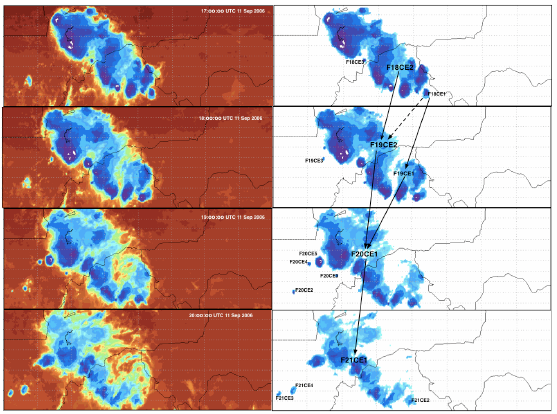 17:00:00 UTC 11 Sep 2006
F18CE3
F18CE2
F18CE1
18:00:00 UTC 11 Sep 2006
F19CE2
F19CE3
F19CE1
19:00:00 UTC 11 Sep 2006
F20CE5
F20CE1
F20CE4
F20CE2
20:00:00 UTC 11 Sep 2006
F21CE1
F21CE4
F21CE3
F21CE2